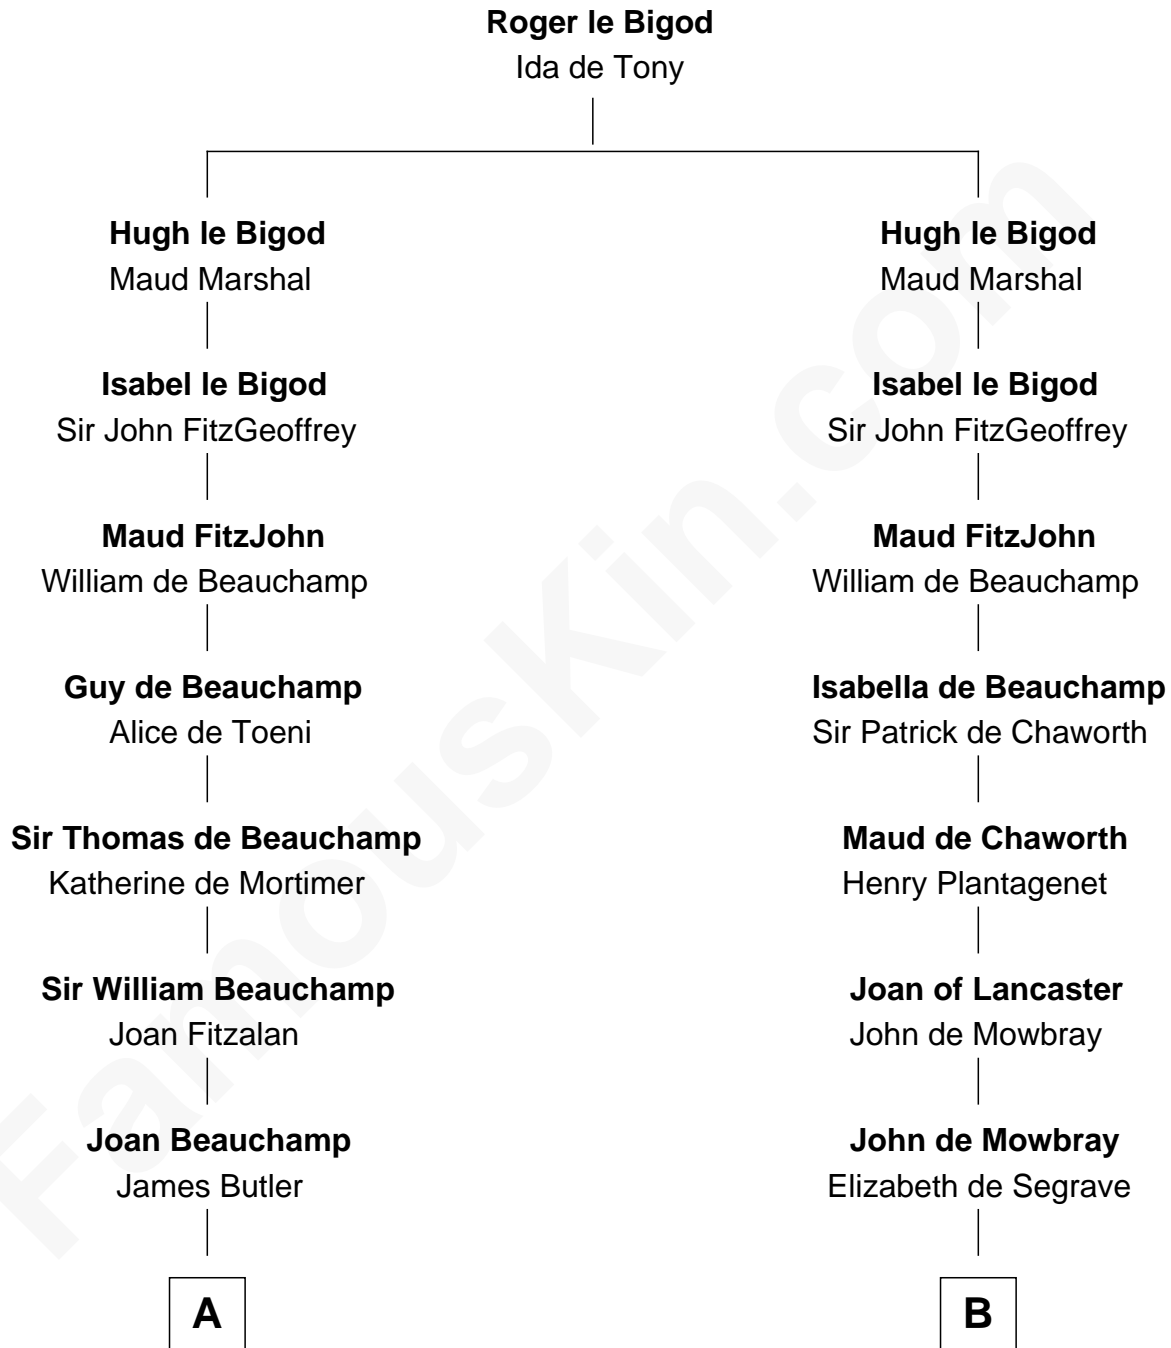 Roger le Bigod
Ida de Tony
Hugh le Bigod
Maud Marshal
Isabel le Bigod
Sir John FitzGeoffrey
Maud FitzJohn
William de Beauchamp
Guy de Beauchamp
Alice de Toeni
Sir Thomas de Beauchamp
Katherine de Mortimer
Sir William Beauchamp
Joan Fitzalan
Joan Beauchamp
James Butler
A
Hugh le Bigod
Maud Marshal
Isabel le Bigod
Sir John FitzGeoffrey
Maud FitzJohn
William de Beauchamp
Isabella de Beauchamp
Sir Patrick de Chaworth
Maud de Chaworth
Henry Plantagenet
Joan of Lancaster
John de Mowbray
John de Mowbray
Elizabeth de Segrave
B
FamousKin.com